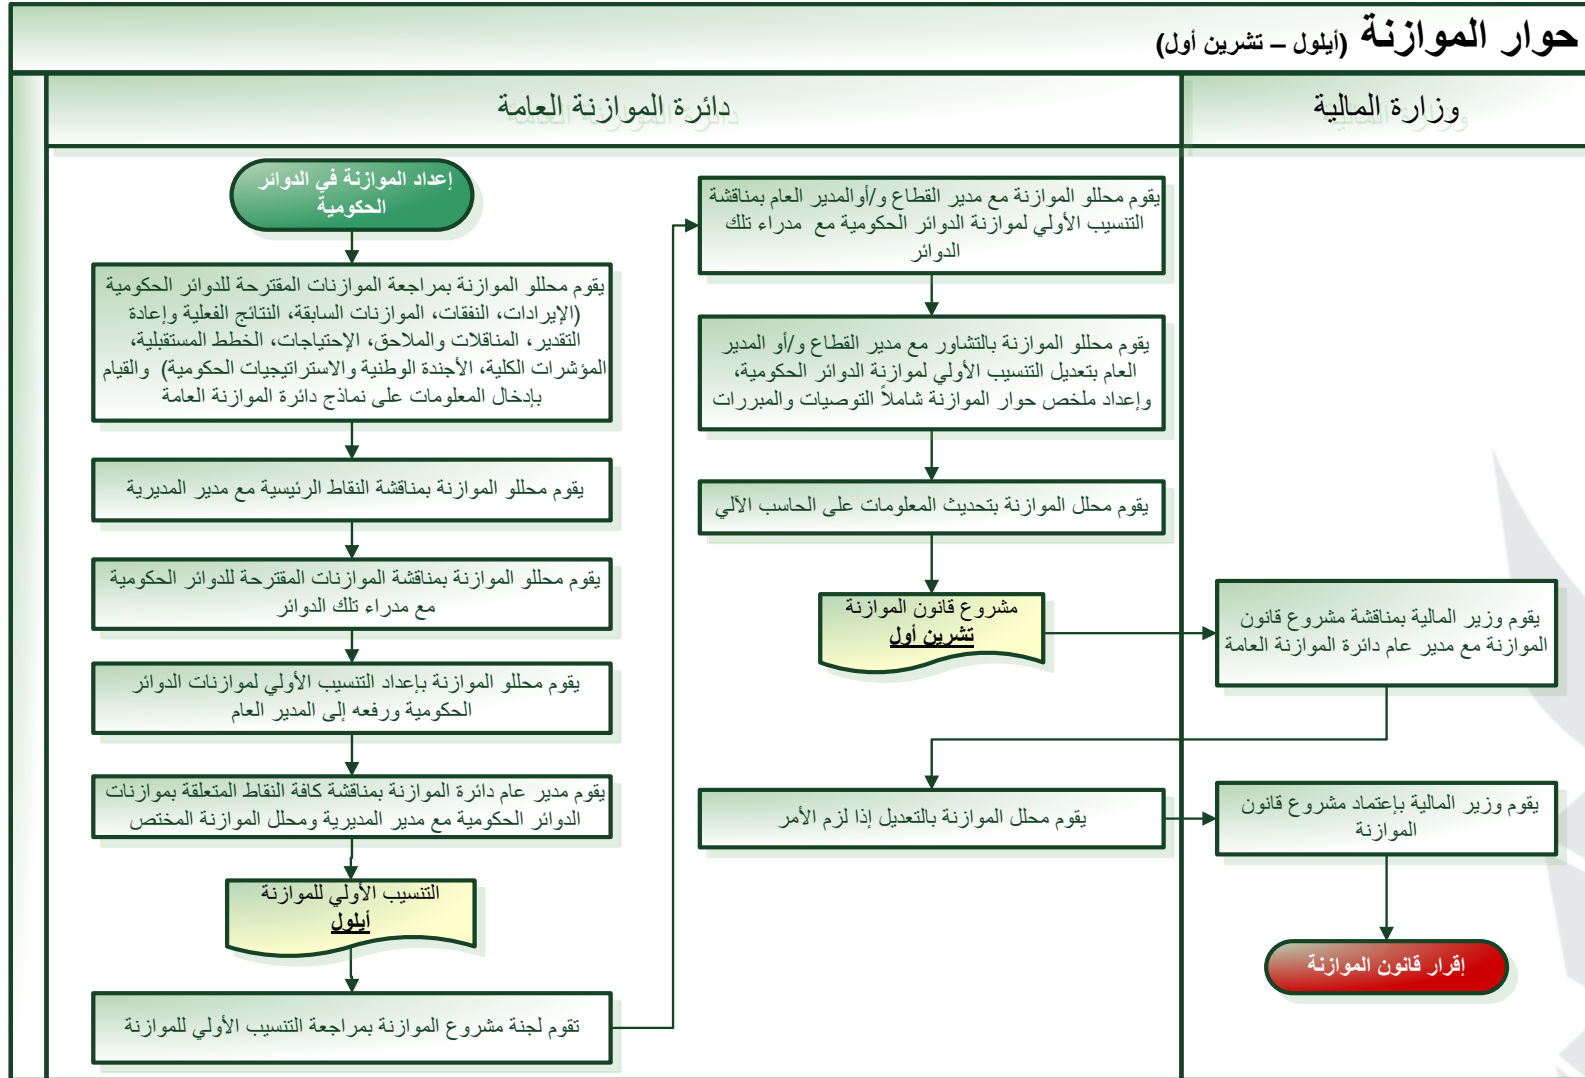 حوار الموازنة (أيلول – تشرين أول)
وزارة المالية
دائرة الموازنة العامة
إعداد الموازنة في الدوائر
الحكومية
يقوم محللو الموازنة بمراجعة الموازنات المقترحة للدوائر الحكومية
(الإيرادات، النفقات، الموازنات السابقة، النتائج الفعلية وإعادة
التقدير، المناقلات والملاحق، الإحتياجات، الخطط المستقبلية،
المؤشرات الكلية، الأجندة الوطنية والاستراتيجيات الحكومية) والقيام
بإدخال المعلومات على نماذج دائرة الموازنة العامة
يقوم محللو الموازنة بمناقشة النقاط الرئيسية مع مدير المديرية
يقوم محللو الموازنة بمناقشة الموازنات المقترحة للدوائر الحكومية
مع مدراء تلك الدوائر
يقوم محللو الموازنة بإعداد التنسيب الأولي لموازنات الدوائر
الحكومية ورفعه إلى المدير العام
يقوم مدير عام دائرة الموازنة بمناقشة كافة النقاط المتعلقة بموازنات
الدوائر الحكومية مع مدير المديرية ومحلل الموازنة المختص
التنسيب الأولي للموازنة
أيلول
تقوم لجنة مشروع الموازنة بمراجعة التنسيب الأولي للموازنة
يقوم محللو الموازنة مع مدير القطاع و/أوالمدير العام بمناقشة
التنسيب الأولي لموازنة الدوائر الحكومية مع مدراء تلك
الدوائر
يقوم محللو الموازنة بالتشاور مع مدير القطاع و/أو المدير
العام بتعديل التنسيب الأولي لموازنة الدوائر الحكومية،
وإعداد ملخص حوار الموازنة شاملاً التوصيات والمبررات
يقوم محلل الموازنة بتحديث المعلومات على الحاسب الآلي
مشروع قانون الموازنة
تشرين أول
يقوم وزير المالية بمناقشة مشروع قانون
الموازنة مع مدير عام دائرة الموازنة العامة
يقوم محلل الموازنة بالتعديل إذا لزم الأمر
يقوم وزير المالية بإعتماد مشروع قانون
الموازنة
إقرار قانون الموازنة